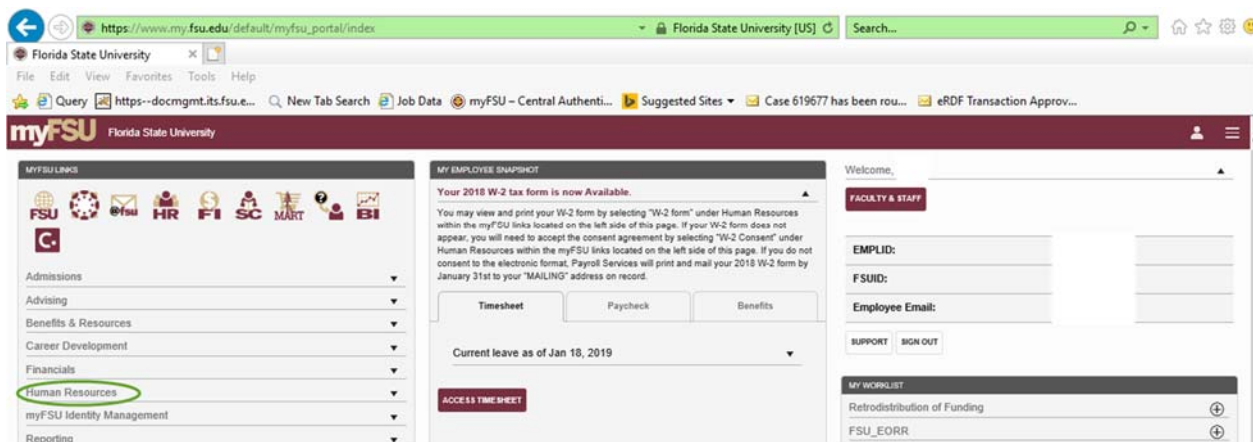 https://www.my.fsu.edu/default/myfsu_portal/index
Florida State University [US]
Search...
Florida State University
File Edit View Favorites Tools Help
Query https--docmgmt.its.fsu.e... New Tab Search Job Data myFSU – Central Authenti... Suggested Sites Case 619677 has been rou... eRDF Transaction Approv...
myFSU Florida State University
MYFSU LINKS
FSU @fsu HR FI SC MART BI
C.
Admissions
Advising
Benefits & Resources
Career Development
Financials
Human Resources
myFSU Identity Management
Reporting
MY EMPLOYEE SNAPSHOT
Your 2018 W-2 tax form is now Available.
You may view and print your W-2 form by selecting "W-2 form" under Human Resources
within the myFSU links located on the left side of this page. If your W-2 form does not
appear, you will need to accept the consent agreement by selecting "W-2 Consent" under
Human Resources within the myFSU links located on the left side of this page. If you do not
consent to the electronic format, Payroll Services will print and mail your 2018 W-2 form by
January 31st to your "MAILING" address on record.
Timesheet Paycheck Benefits
Current leave as of Jan 18, 2019
ACCESS TIMESHEET
Welcome,
FACULTY & STAFF
EMPLID:
FSUID:
Employee Email:
SUPPORT SIGN OUT
MY WORKLIST
Retrodistribution of Funding
FSU_EORR